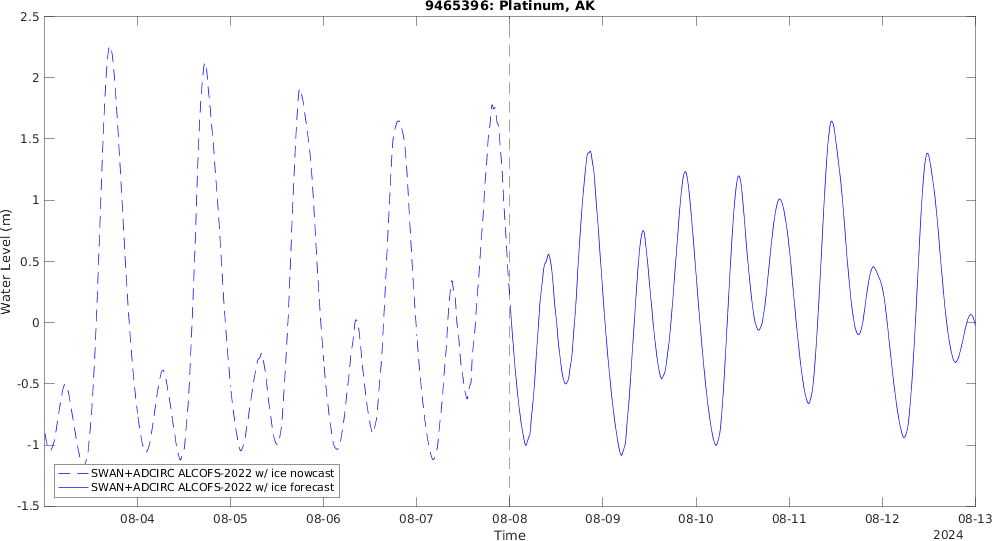 9465396: Platinum, AK
2.5
2
1.5
1
0.5
0
-0.5
-1
-1.5
Water Level (m)
SWAN+ADCIRC ALCOFS-2022 w/ ice nowcast
SWAN+ADCIRC ALCOFS-2022 w/ ice forecast
08-04 08-05 08-06 08-07 08-08 08-09 08-10 08-11 08-12 08-13
Time
2024